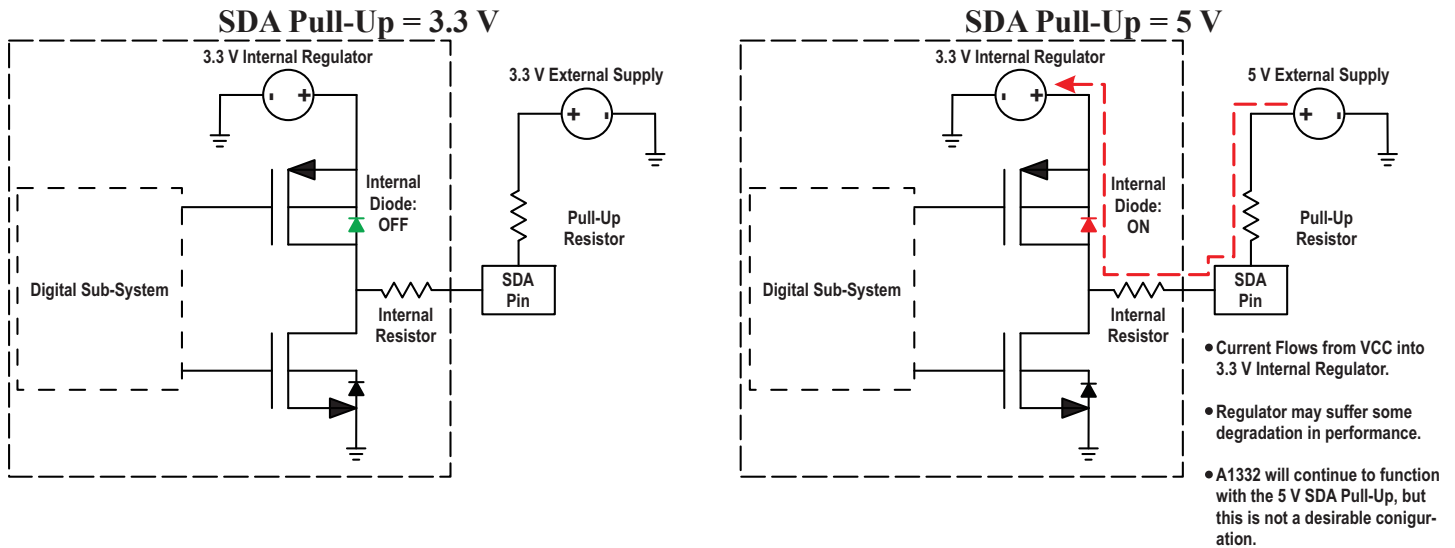 SDA Pull-Up = 3.3 V
3.3 V Internal Regulator
3.3 V External Supply
-
+
+
-
Internal
Diode:
OFF
Pull-Up
Resistor
Digital Sub-System
SDA
Pin
Internal
Resistor
SDA Pull-Up = 5 V
3.3 V Internal Regulator
5 V External Supply
-
+
+
-
Internal
Diode:
ON
Pull-Up
Resistor
Digital Sub-System
SDA
Pin
Internal
Resistor
• Current Flows from VCC into
3.3 V Internal Regulator.
• Regulator may suffer some
degradation in performance.
• A1332 will continue to function
with the 5 V SDA Pull-Up, but
this is not a desirable conigur-
ation.